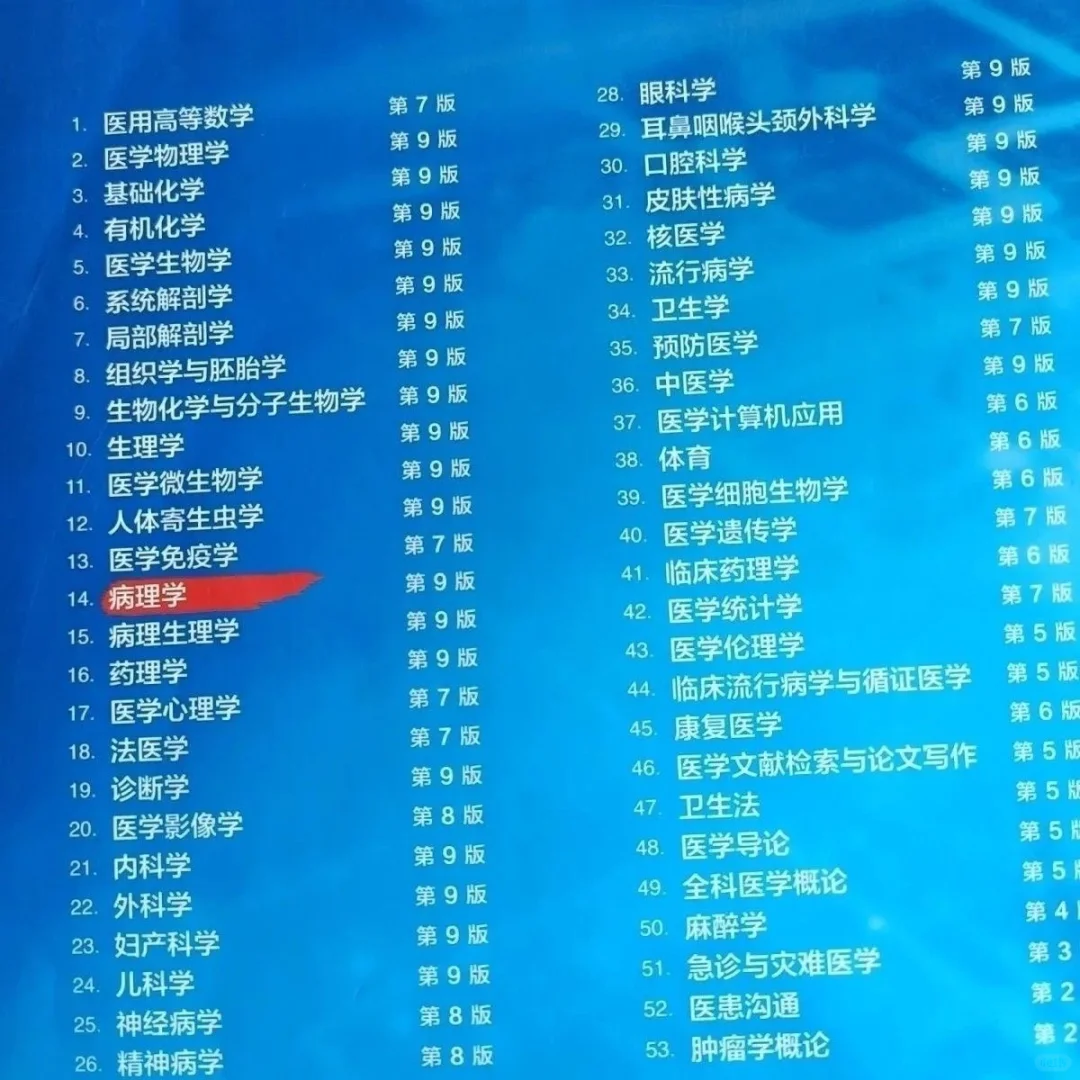 1. 医用高等数学 第 7 版
2. 医学物理学 第 9 版
3. 基础化学 第 9 版
4. 有机化学 第 9 版
5. 医学生物学 第 9 版
6. 系统解剖学 第 9 版
7. 局部解剖学 第 9 版
8. 组织学与胚胎学 第 9 版
9. 生物化学与分子生物学 第 9 版
10. 生理学 第 9 版
11. 医学微生物学 第 9 版
12. 人体寄生虫学 第 9 版
13. 医学免疫学 第 7 版
14. 病理学 第 9 版
15. 病理生理学 第 9 版
16. 药理学 第 9 版
17. 医学心理学 第 7 版
18. 法医学 第 7 版
19. 诊断学 第 9 版
20. 医学影像学 第 8 版
21. 内科学 第 9 版
22. 外科学 第 9 版
23. 妇产科学 第 9 版
24. 儿科学 第 9 版
25. 神经病学 第 8 版
26. 精神病学 第 8 版
28. 眼科学 第 9 版
29. 耳鼻咽喉头颈外科学 第 9 版
30. 口腔科学 第 9 版
31. 皮肤性病学 第 9 版
32. 核医学 第 9 版
33. 流行病学 第 9 版
34. 卫生学 第 9 版
35. 预防医学 第 7 版
36. 中医学 第 9 版
37. 医学计算机应用 第 6 版
38. 体育 第 6 版
39. 医学细胞生物学 第 6 版
40. 医学遗传学 第 7 版
41. 临床药理学 第 6 版
42. 医学统计学 第 7 版
43. 医学伦理学 第 5 版
44. 临床流行病学与循证医学 第 5 版
45. 康复医学 第 6 版
46. 医学文献检索与论文写作 第 5 版
47. 卫生法 第 5 版
48. 医学导论 第 5
49. 全科医学概论 第 5
50. 麻醉学 第 4
51. 急诊与灾难医学 第 3
52. 医患沟通 第 2
53. 肿瘤学概论 第 2